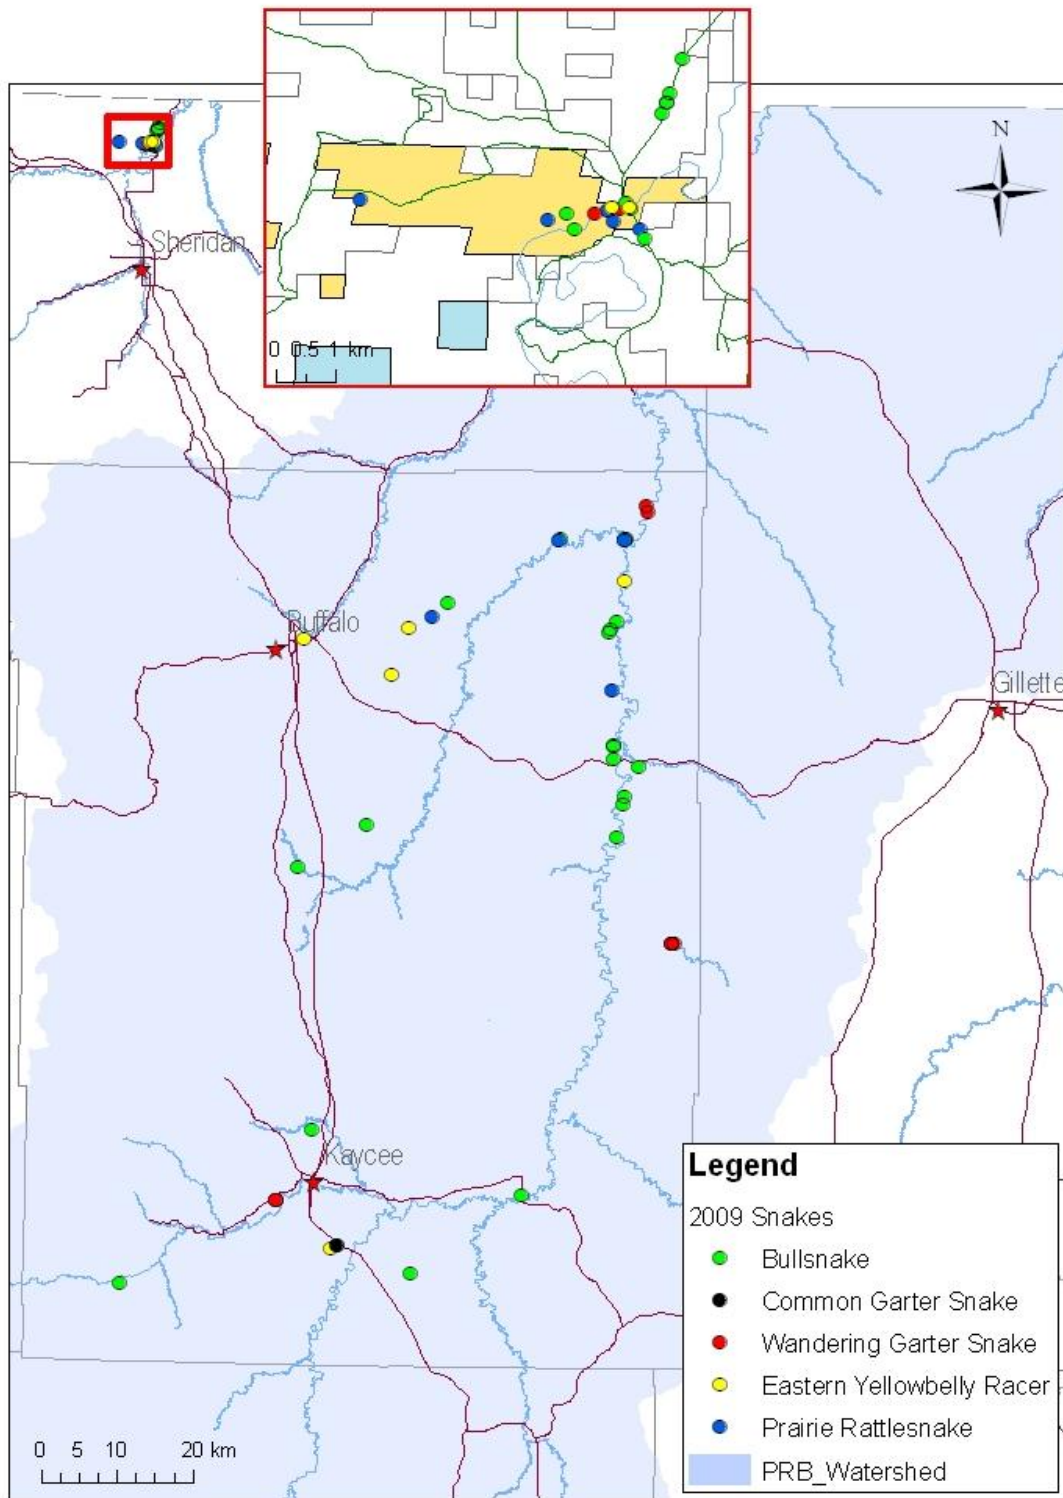 0 0.5 1 km
N
Sheridan
Buffalo
Gillette
Kaycee
Legend
2009 Snakes
Bullsnake
Common Garter Snake
Wandering Garter Snake
Eastern Yellowbelly Racer
Prairie Rattlesnake
PRB_Watershed
0 5 10 20 km